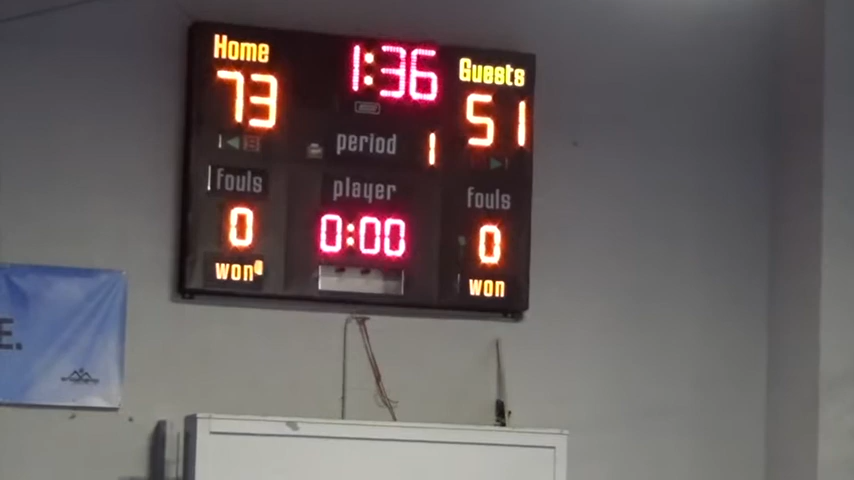 Home 1:36 Guests
73 51
period 1
fouls player fouls
0 0:00 0
won won
E.